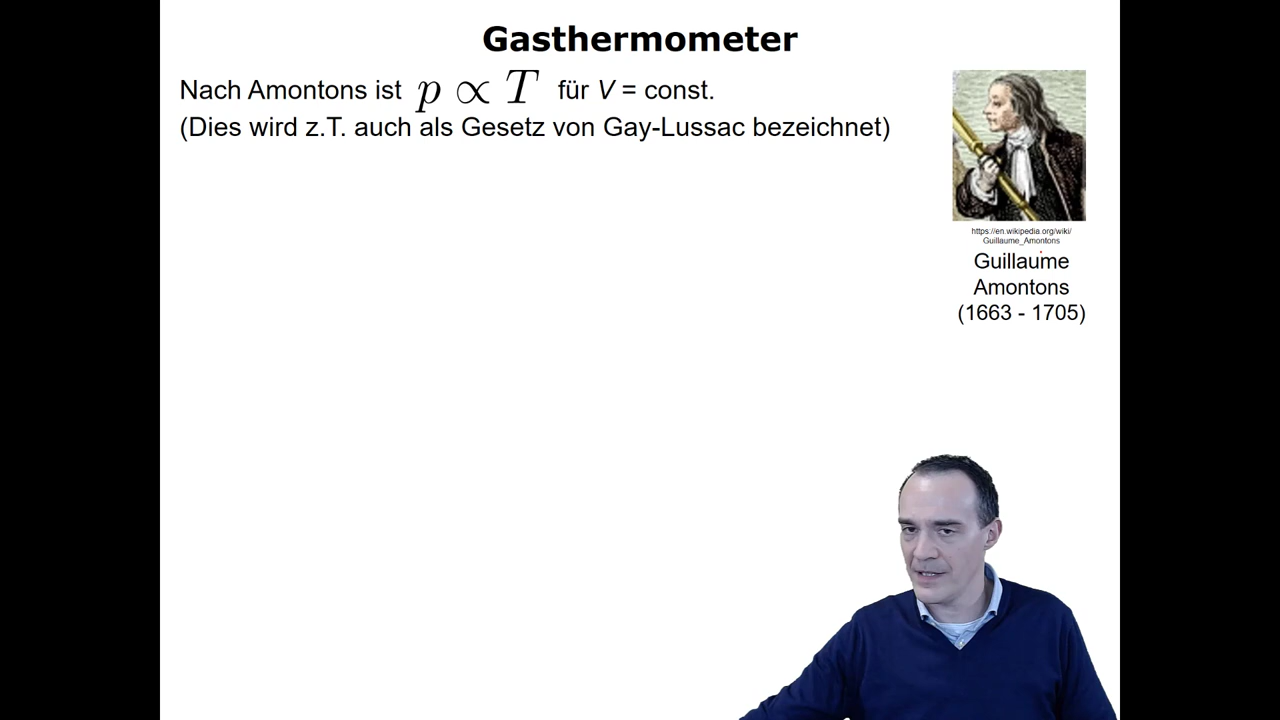 Gasthermometer
Nach Amontons ist p ∝ T für V = const.
(Dies wird z.T. auch als Gesetz von Gay-Lussac bezeichnet)
https://en.wikipedia.org/wiki/
Guillaume_Amontons
Guillaume
Amontons
(1663 - 1705)